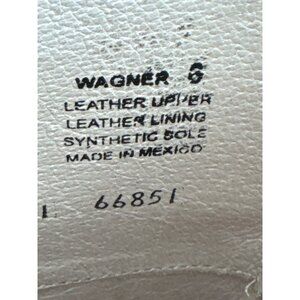 WAGNER 6
LEATHER UPPER
LEATHER LINING
SYNTHETIC SOLE
MADE IN MEXICO
66851